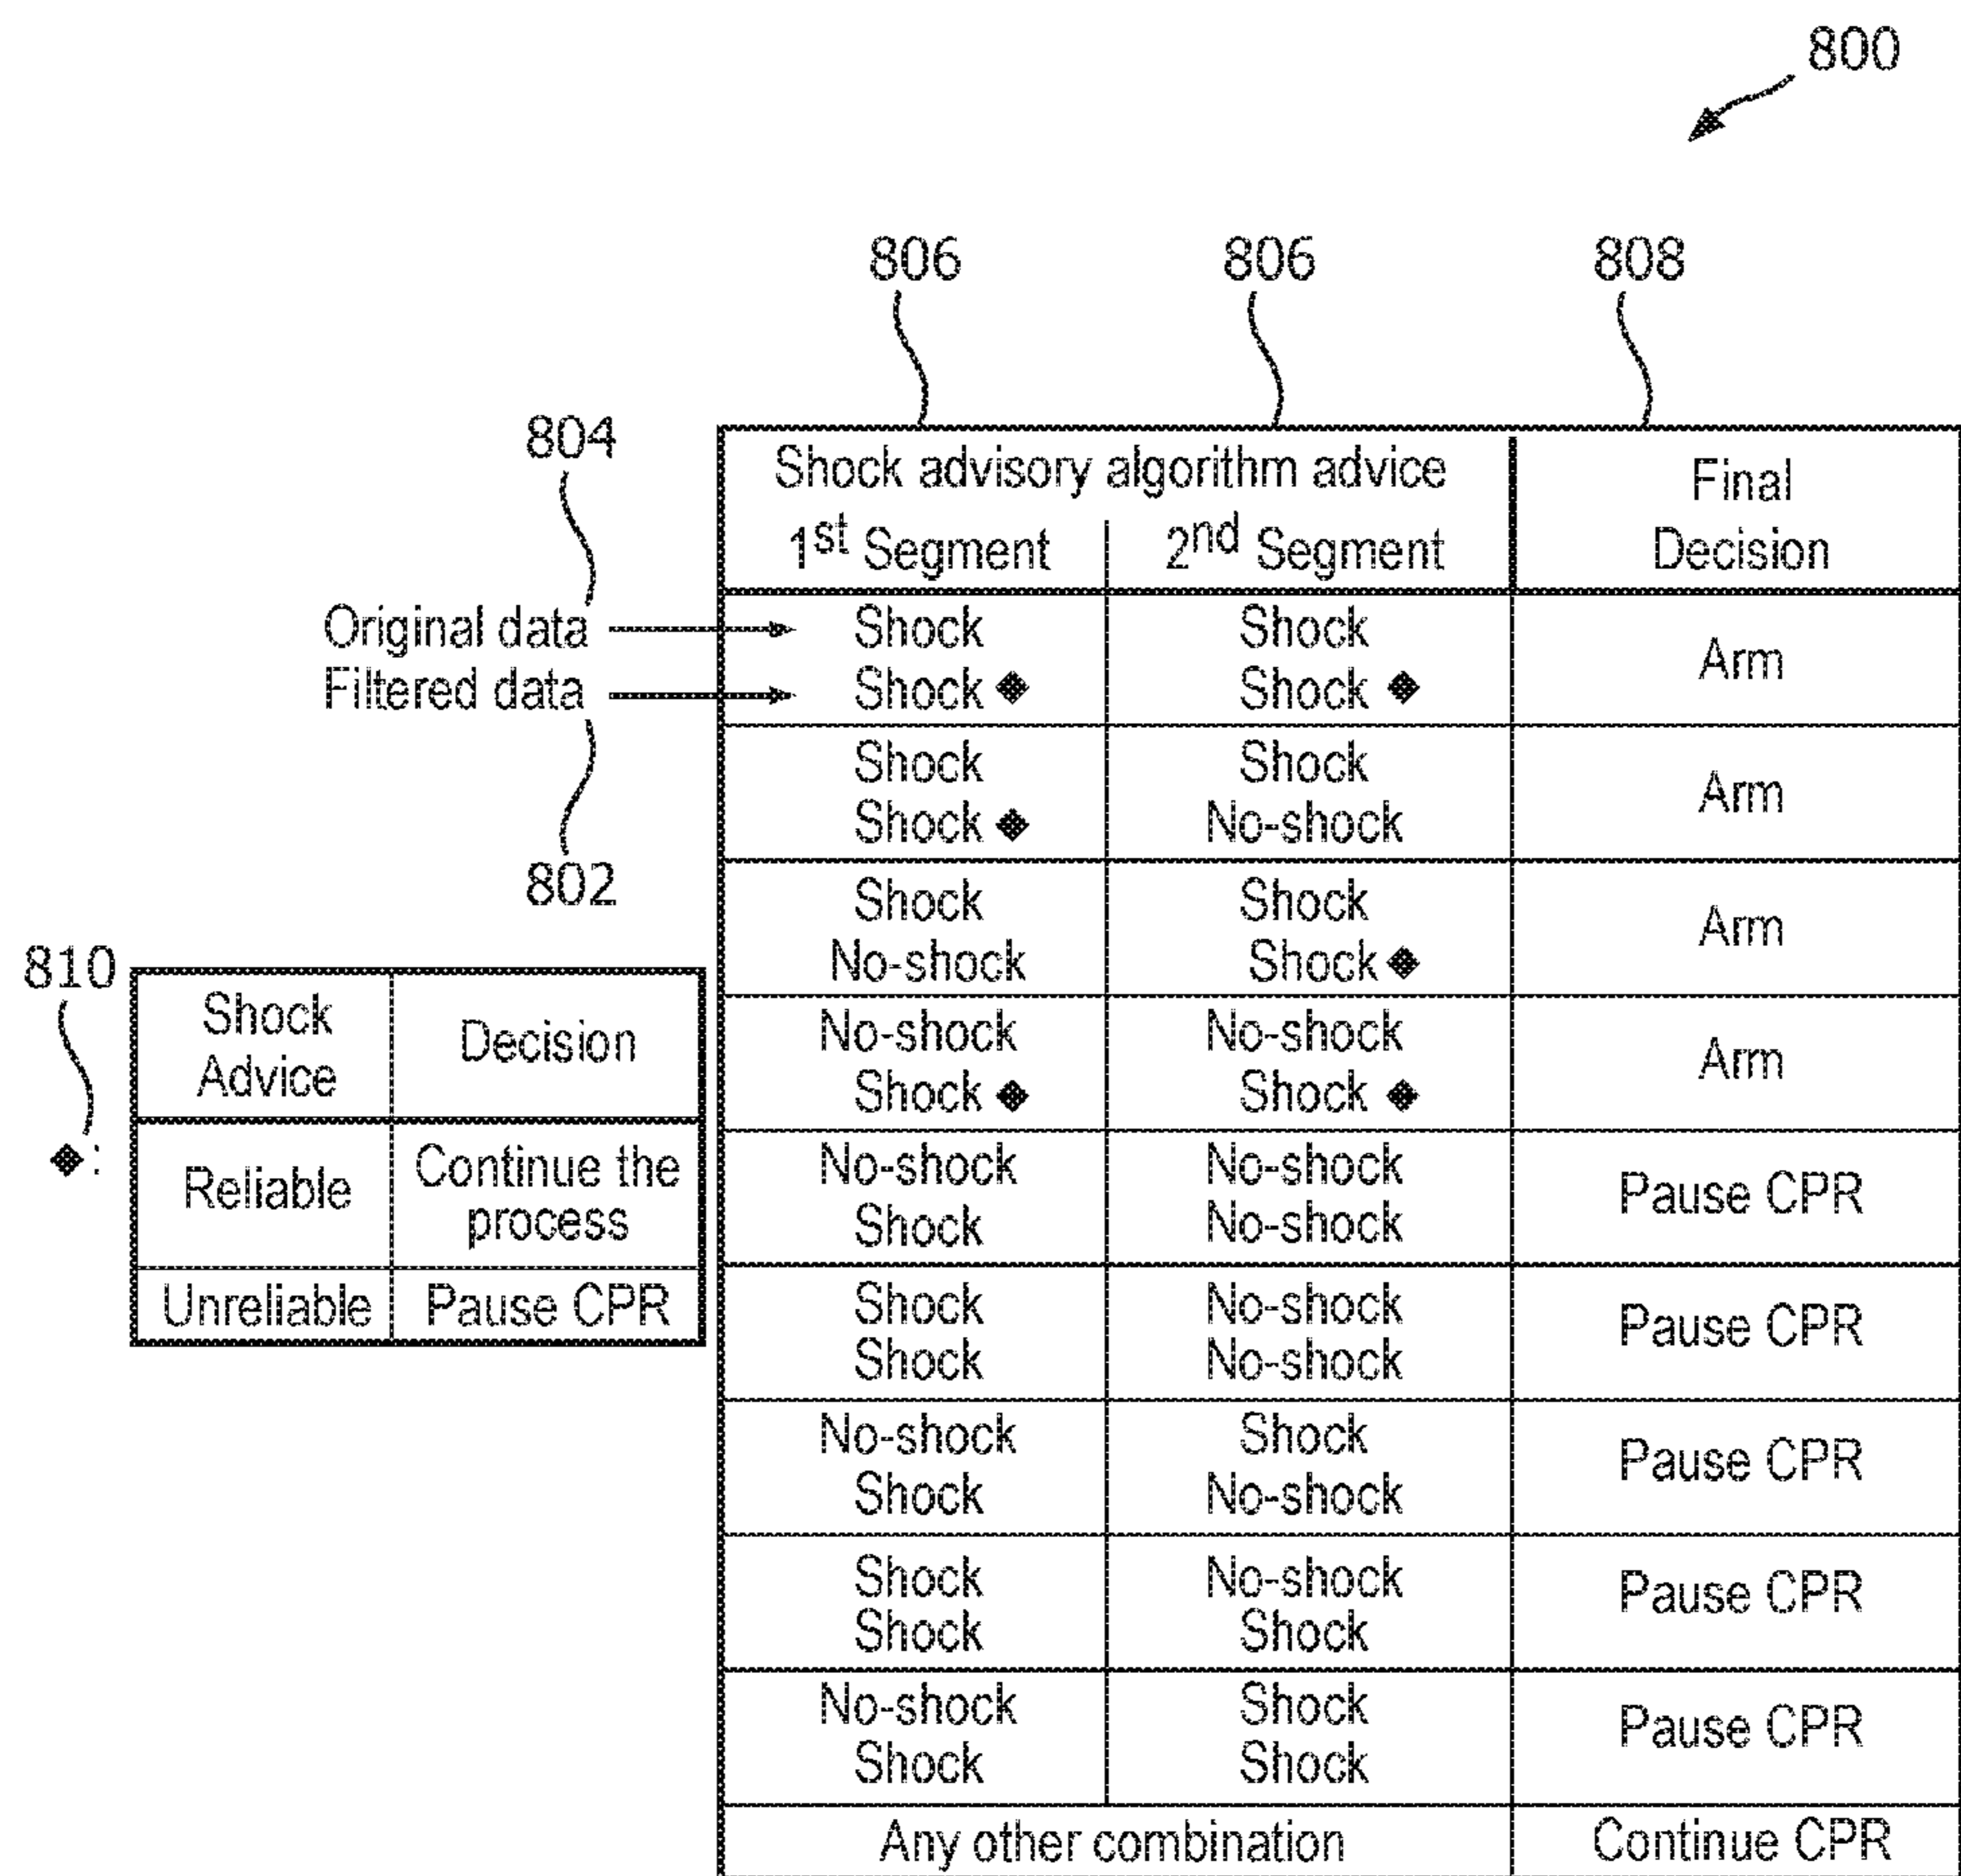 800
806 806 808
804
Shock advisory algorithm advice
1st Segment 2nd Segment
Final
Decision
Original data
Filtered data
802
Shock Shock
Shock ◆ Shock ◆
Arm
Shock Shock
Shock ◆ No-shock
Arm
Shock Shock
No-shock Shock ◆
Arm
No-shock No-shock
Shock ◆ Shock ◆
Arm
No-shock No-shock
Shock No-shock
Pause CPR
Shock No-shock
Shock No-shock
Pause CPR
No-shock Shock
Shock No-shock
Pause CPR
Shock No-shock
Shock Shock
Pause CPR
No-shock Shock
Shock Shock
Pause CPR
Any other combination Continue CPR
810
◆ :
Shock
Advice
Decision
Reliable
Continue the
process
Unreliable Pause CPR